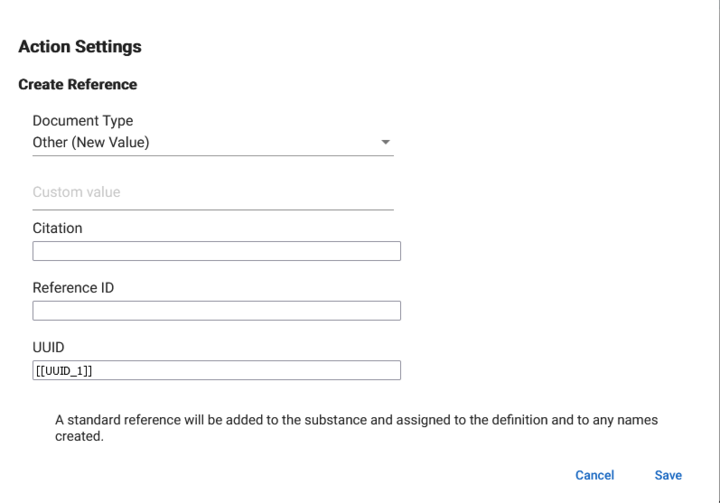 Action Settings
Create Reference
Document Type
Other (New Value)
Custom value
Citation
Reference ID
UUID
[[UUID_1]]
A standard reference will be added to the substance and assigned to the definition and to any names
created.
Cancel Save